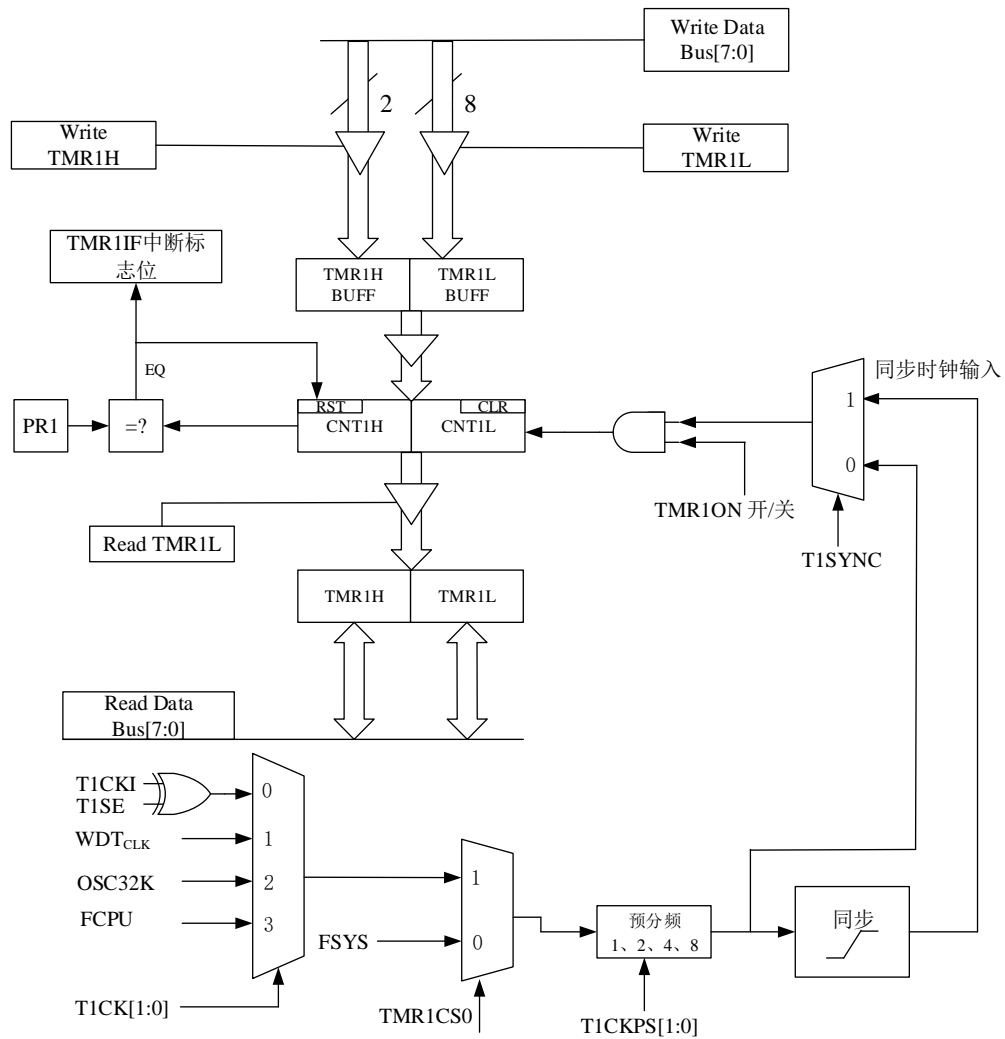 Write Data
Bus[7:0]
2
8
Write
TMR1H
Write
TMR1L
TMR1IF中断标
志位
TMR1H
BUFF
TMR1L
BUFF
EQ
同步时钟输入
RST
CLR
PR1
=?
CNT1H
CNT1L
1
0
TMR1ON 开/关
T1SYNC
Read TMR1L
TMR1H
TMR1L
Read Data
Bus[7:0]
T1CKI
T1SE
0
WDTCLK
1
OSC32K
2
FCPU
3
1
FSYS
0
预分频
1、2、4、8
同步
T1CK[1:0]
TMR1CS0
T1CKPS[1:0]